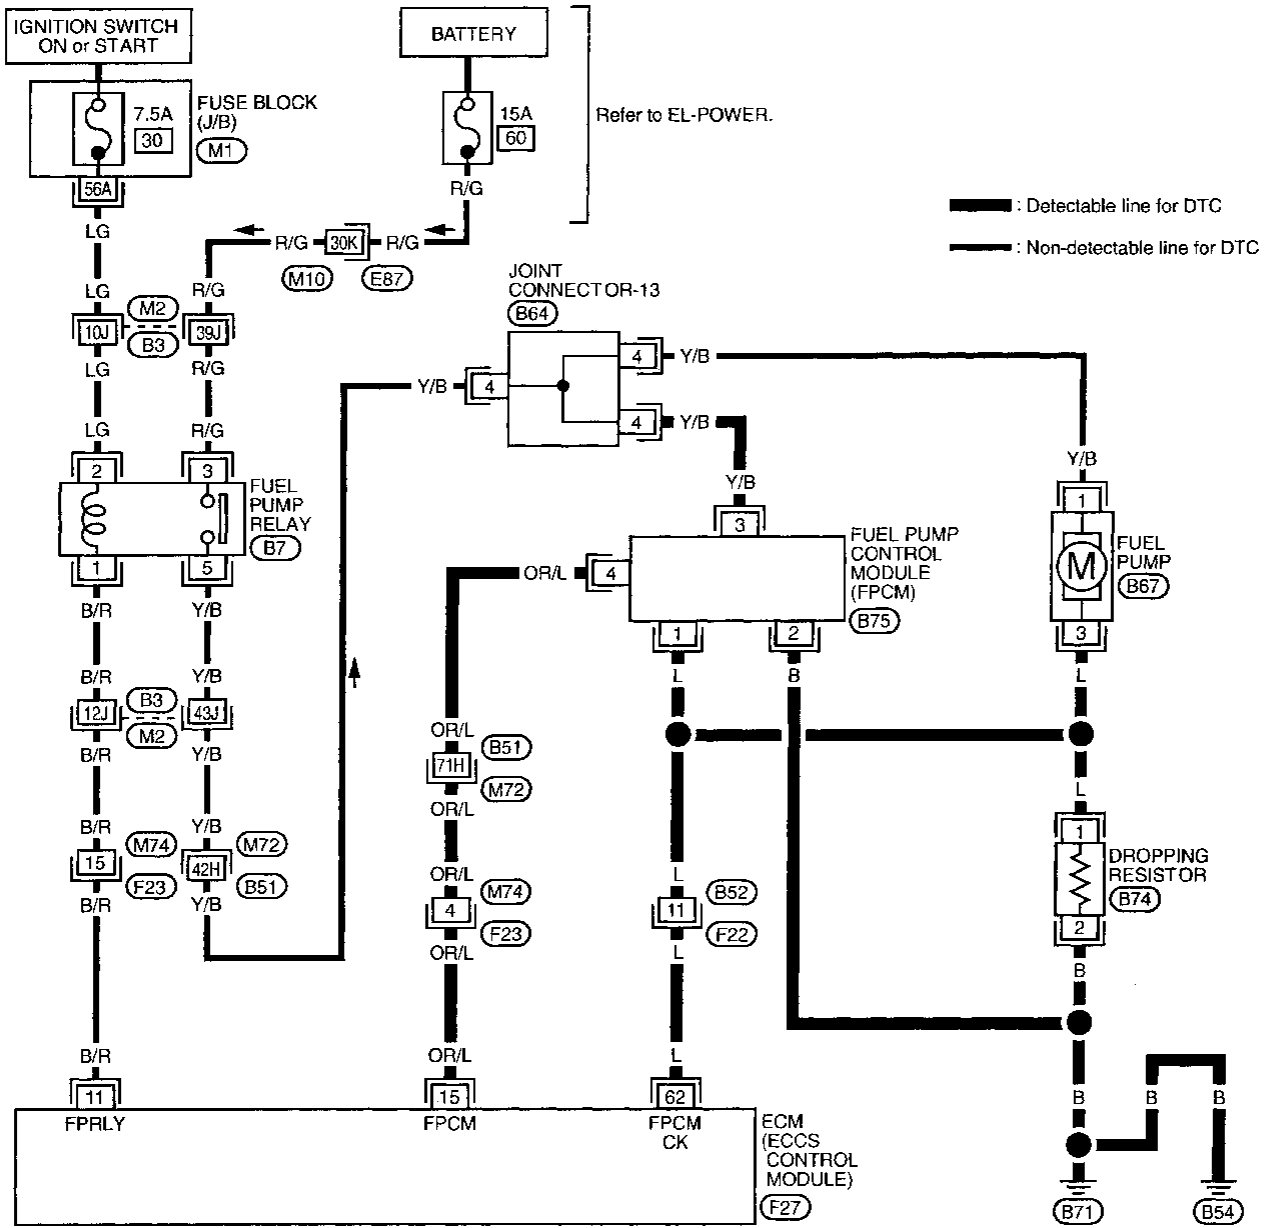 IGNITION SWITCH
ON or START
BATTERY
7.5A
30
FUSE BLOCK
(J/B)
M1
15A
60
Refer to EL-POWER.
56A
R/G
LG
: Detectable line for DTC
R/G
30K
R/G
: Non-detectable line for DTC
M10
E87
JOINT
CONNECTOR-13
B64
LG
R/G
M2
10J
39J
B3
4
Y/B
LG
R/G
Y/B
4
4
Y/B
LG
R/G
Y/B
2
3
Y/B
1
FUEL
PUMP
RELAY
B7
3
FUEL PUMP
CONTROL
MODULE
(FPCM)
B75
M
FUEL
PUMP
B67
1
5
OR/L
4
B/R
Y/B
1
2
3
L
B
L
B/R
Y/B
12J
B3
43J
M2
B/R
Y/B
OR/L
71H
B51
M72
OR/L
L
B/R
Y/B
1
15
M74
M72
42H
F23
B51
DROPPING
RESISTOR
B74
B/R
Y/B
OR/L
L
4
M74
F23
11
B52
F22
2
OR/L
L
B
B/R
OR/L
L
11
15
62
B
B
B
FPRLY
FPCM
FPCM
CK
ECM
(ECCS
CONTROL
MODULE)
F27
B71
B54